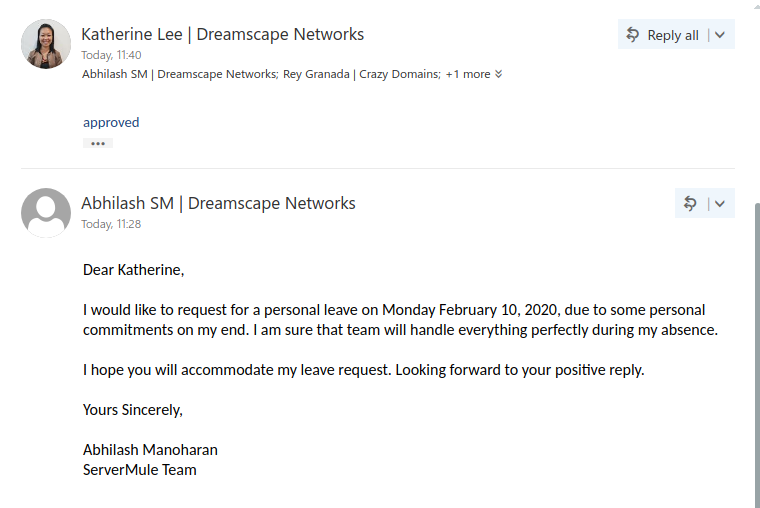 Katherine Lee | Dreamscape Networks
Reply all
Today, 11:40
Abhilash SM | Dreamscape Networks; Rey Granada | Crazy Domains; +1 more
approved
Abhilash SM | Dreamscape Networks
Today, 11:28
Dear Katherine,
I would like to request for a personal leave on Monday February 10, 2020, due to some personal
commitments on my end. I am sure that team will handle everything perfectly during my absence.
I hope you will accommodate my leave request. Looking forward to your positive reply.
Yours Sincerely,
Abhilash Manoharan
ServerMule Team